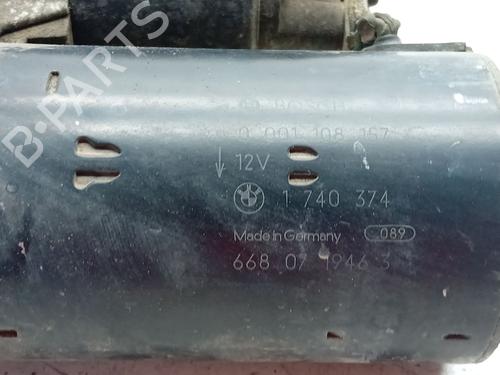 BOSCH
0 001 108 157
12V
1 740 374
Made in Germany 089
668 07 1946 3
B-PARTS